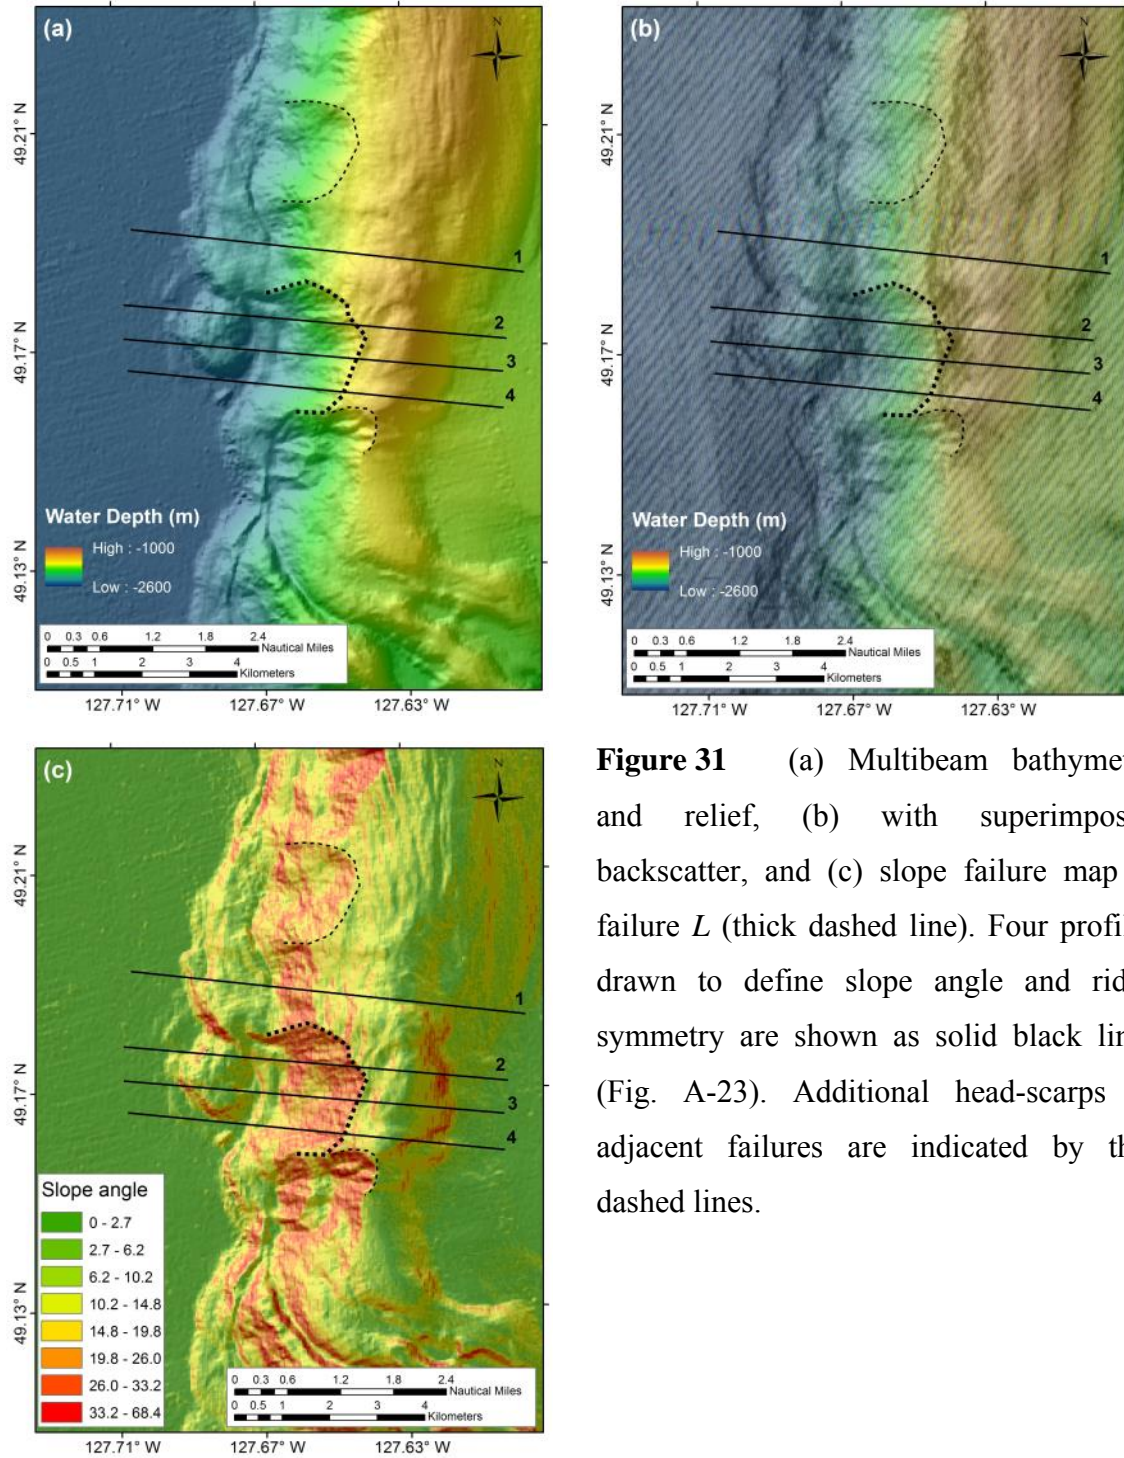 (a)
N
49.21° N
49.17° N
49.13° N
1
2
3
4
Water Depth (m)
High : -1000
Low : -2600
0 0.3 0.6 1.2 1.8 2.4
Nautical Miles
0 0.5 1 2 3 4
Kilometers
127.71° W 127.67° W 127.63° W
(b)
N
49.21° N
49.17° N
49.13° N
1
2
3
4
Water Depth (m)
High : -1000
Low : -2600
0 0.3 0.6 1.2 1.8 2.4
Nautical Miles
0 0.5 1 2 3 4
Kilometers
127.71° W 127.67° W 127.63° W
(c)
N
49.21° N
49.17° N
49.13° N
1
2
3
4
Slope angle
0 - 2.7
2.7 - 6.2
6.2 - 10.2
10.2 - 14.8
14.8 - 19.8
19.8 - 26.0
26.0 - 33.2
33.2 - 68.4
0 0.3 0.6 1.2 1.8 2.4
Nautical Miles
0 0.5 1 2 3 4
Kilometers
127.71° W 127.67° W 127.63° W
Figure 31 (a) Multibeam bathymet
and relief, (b) with superimpos
backscatter, and (c) slope failure map
failure L (thick dashed line). Four profil
drawn to define slope angle and rid
symmetry are shown as solid black lin
(Fig. A-23). Additional head-scarps
adjacent failures are indicated by th
dashed lines.